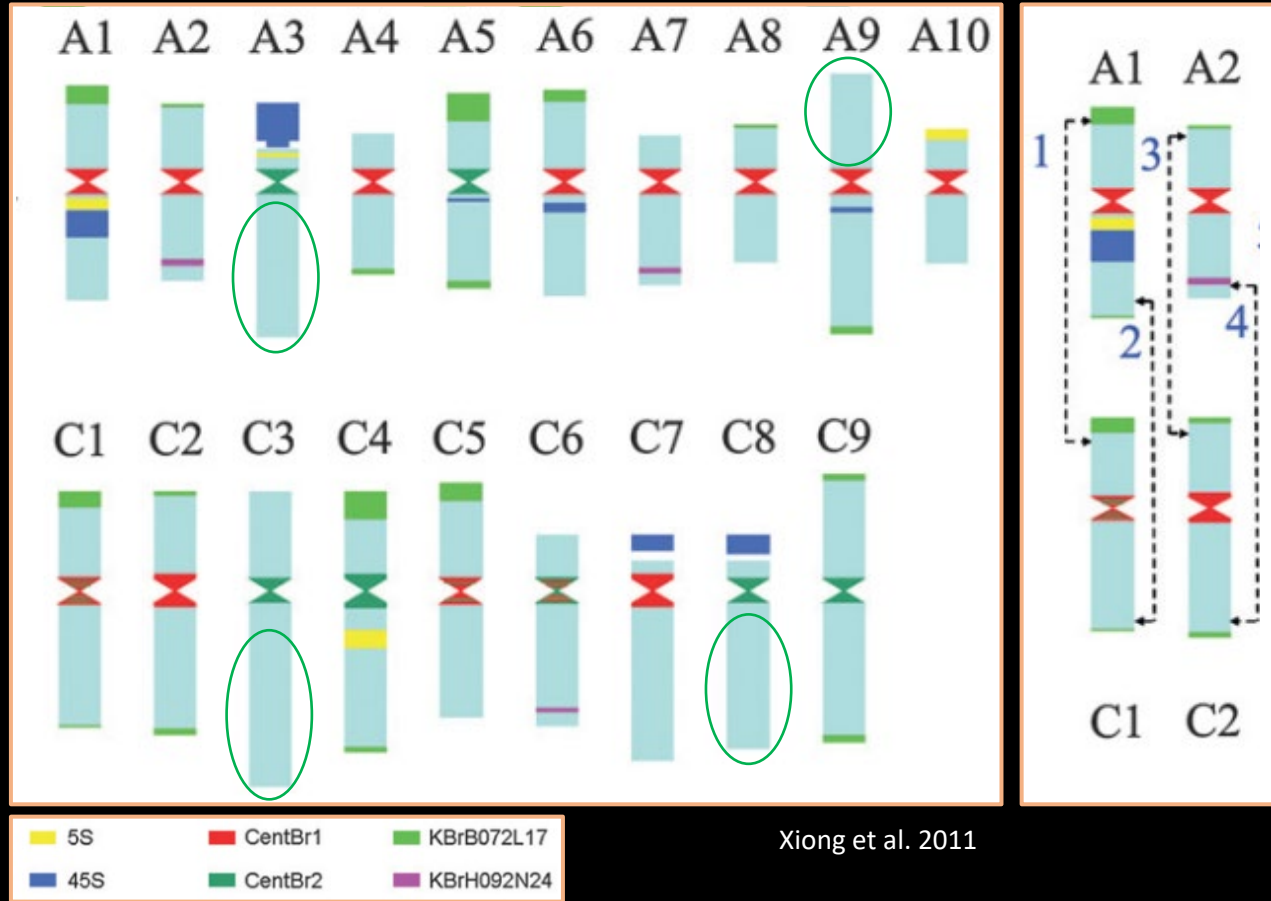 A1 A2 A3 A4 A5 A6 A7 A8 A9 A10
C1 C2 C3 C4 C5 C6 C7 C8 C9
5S CentBr1 KBrB072L17
45S CentBr2 KBrH092N24
A1 A2
1 3
2 4
C1 C2
Xiong et al. 2011